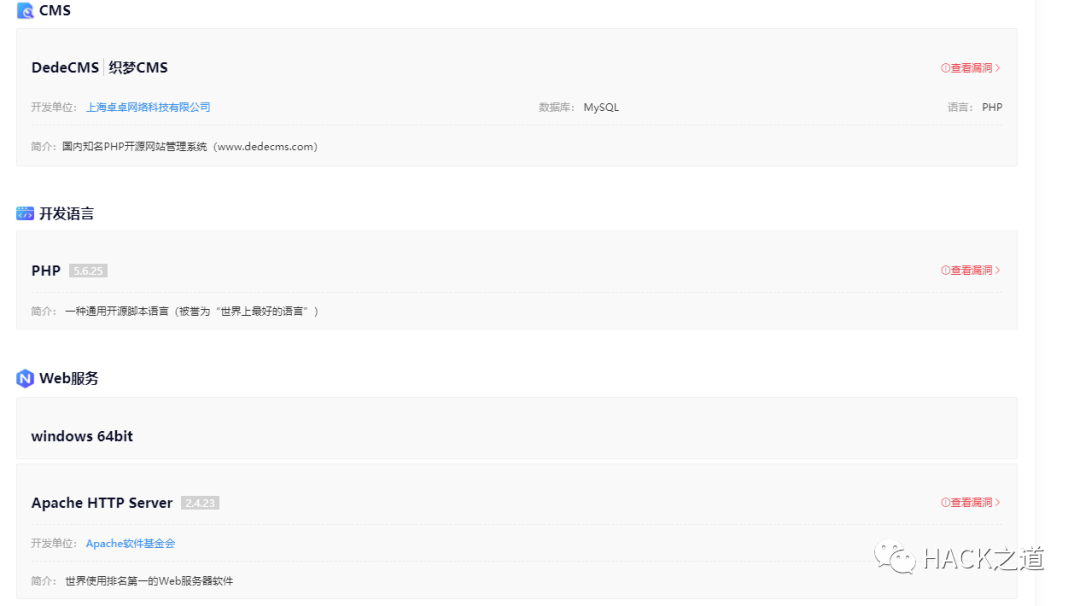 CMS
DedeCMS 织梦CMS 查看漏洞
开发单位: 上海卓卓网络科技有限公司 数据库: MySQL 语言: PHP
简介: 国内知名PHP开源网站管理系统（www.dedecms.com）
开发语言
PHP 5.6.25 查看漏洞
简介: 一种通用开源脚本语言（被誉为“世界上最好的语言”）
Web服务
windows 64bit
Apache HTTP Server 2.4.23 查看漏洞
开发单位: Apache软件基金会
简介: 世界使用排名第一的Web服务器软件
HACK之道